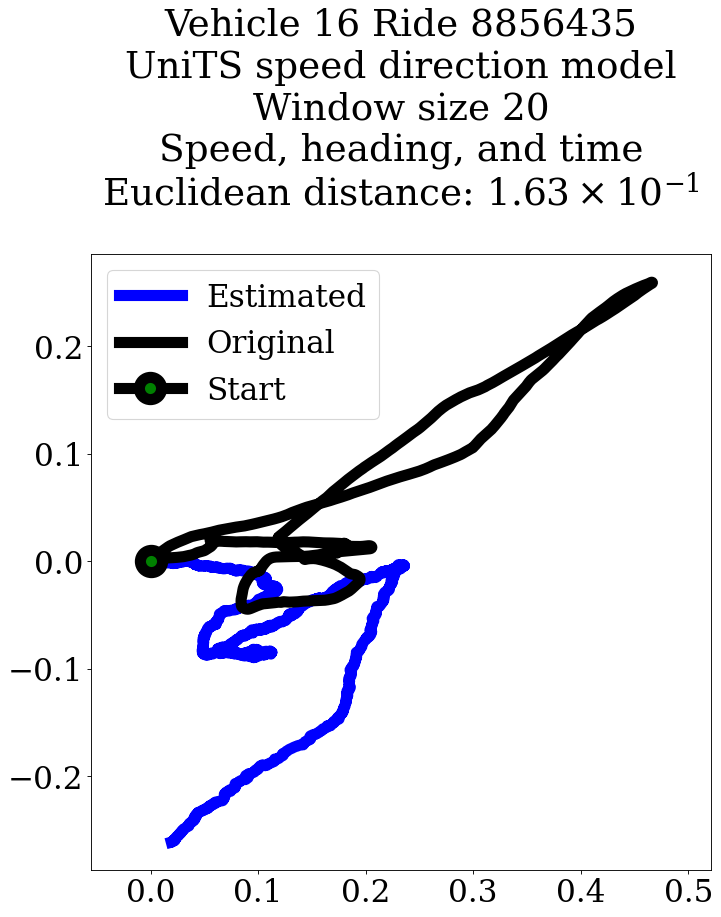 Vehicle 16 Ride 8856435
UniTS speed direction model
Window size 20
Speed, heading, and time
Euclidean distance: 1.63 × 10⁻¹
Estimated
Original
Start
0.2
0.1
0.0
−0.1
−0.2
0.0 0.1 0.2 0.3 0.4 0.5